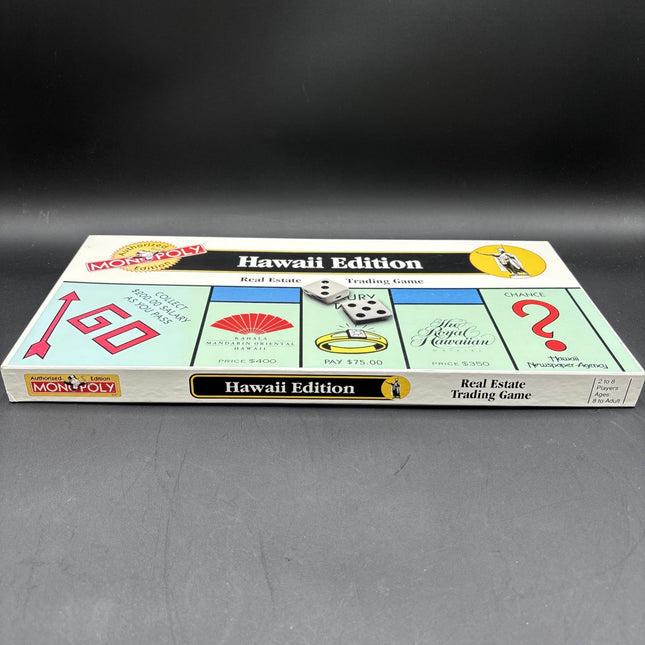 Authorized
MONOPOLY
Edition
Hawaii Edition
Real Estate Trading Game
COLLECT
$200.00 SALARY
AS YOU PASS
GO
KAHALA
MANDARIN ORIENTAL
HAWAII
PRICE $400
URY
PAY $75.00
The
Royal
Hawaiian
PRICE $350
CHANCE
?
Hawaii
Newspaper Agency
Authorized Edition
MONOPOLY
Hawaii Edition
Real Estate
Trading Game
2 to 8
Players
Ages
8 to Adult